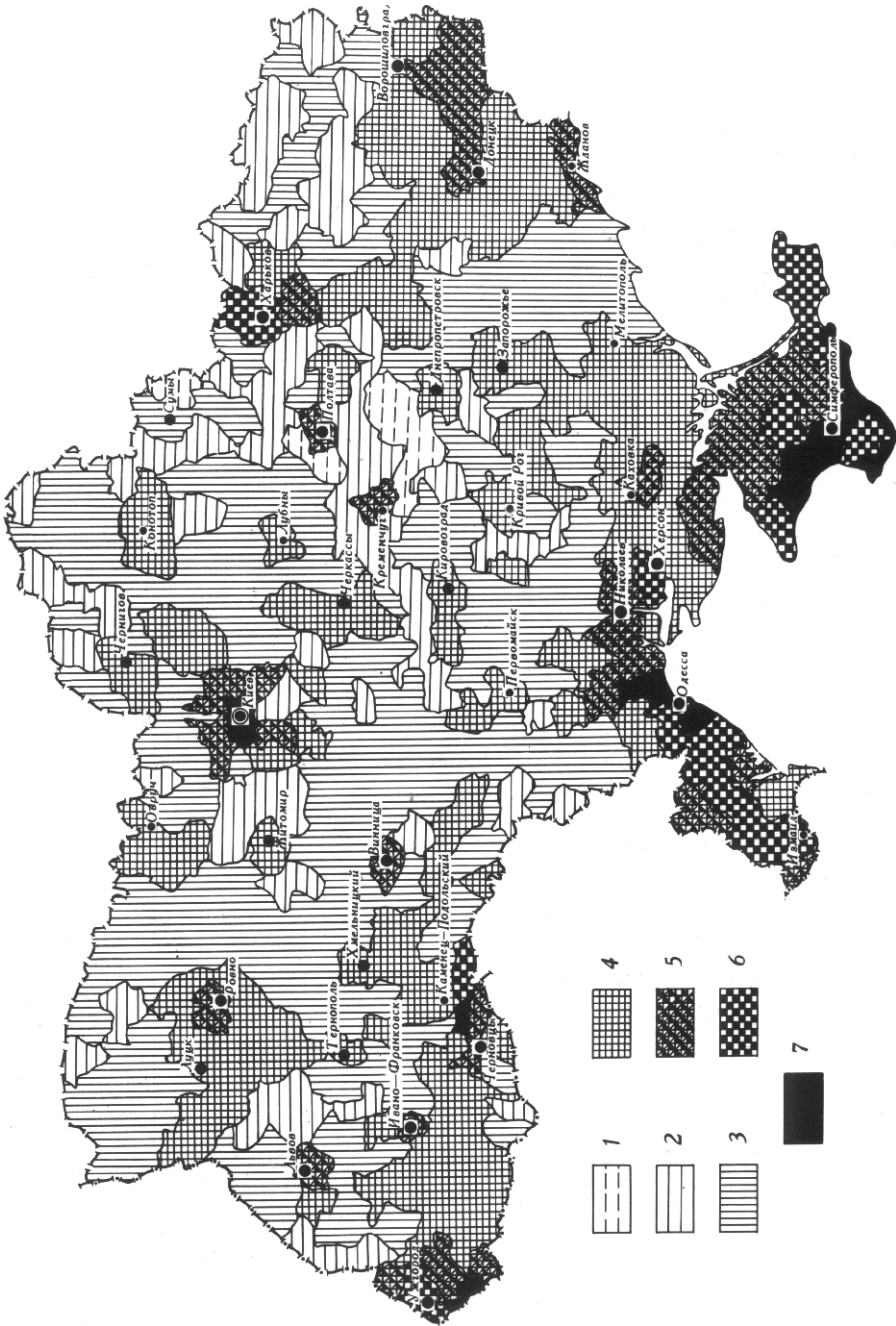 Чернигов
Конотоп
Сумы
Овруч
Киев
Лубны
Харьков
Луцк
Ровно
Житомир
Полтава
Ворошиловград
Львов
Тернополь
Хмельницкий
Винница
Черкассы
Кременчуг
Ивано-Франковск
Каменец-Подольский
Кировоград
Днепропетровск
Донецк
Ужгород
Черновцы
Первомайск
Кривой Рог
Запорожье
Жданов
Николаев
Каховка
Мелитополь
Херсон
Одесса
Измаил
Симферополь
1
2
3
4
5
6
7